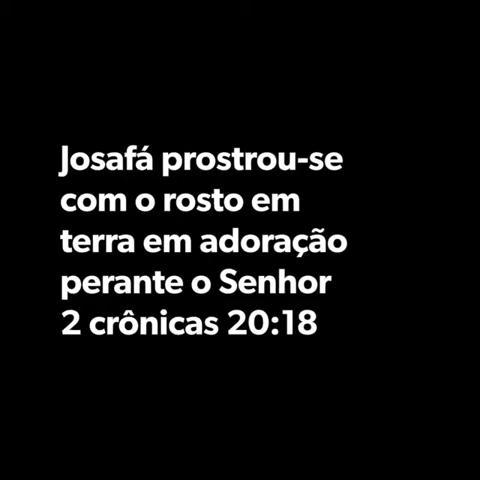 Josafá prostrou-se
com o rosto em
terra em adoração
perante o Senhor
2 crônicas 20:18